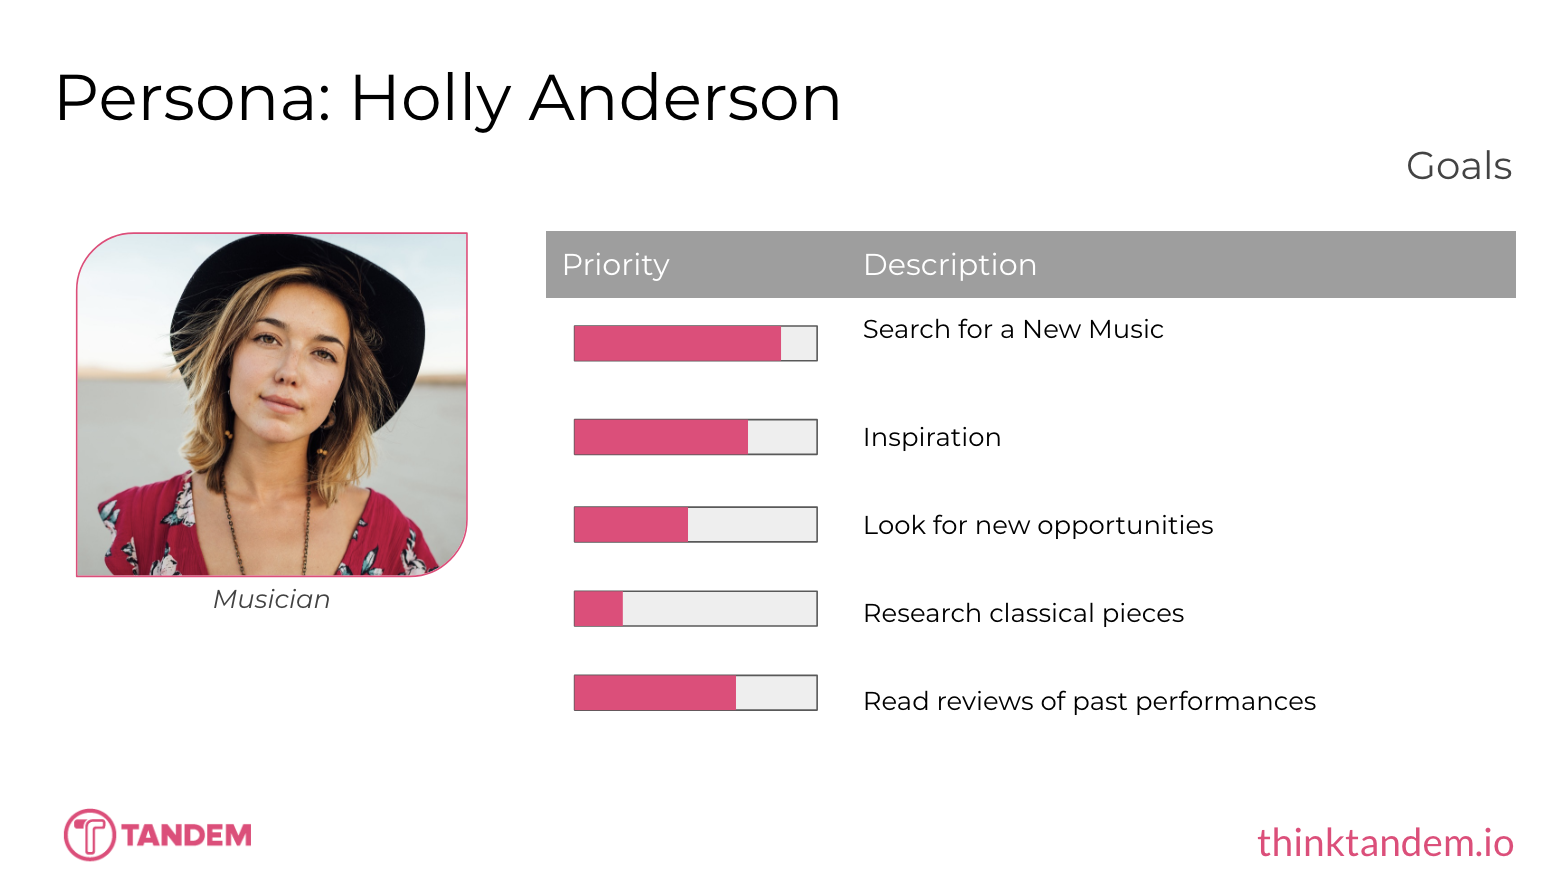 Persona: Holly Anderson
Goals
Priority Description
Search for a New Music
Inspiration
Look for new opportunities
Research classical pieces
Read reviews of past performances
Musician
TANDEM
thinktandem.io